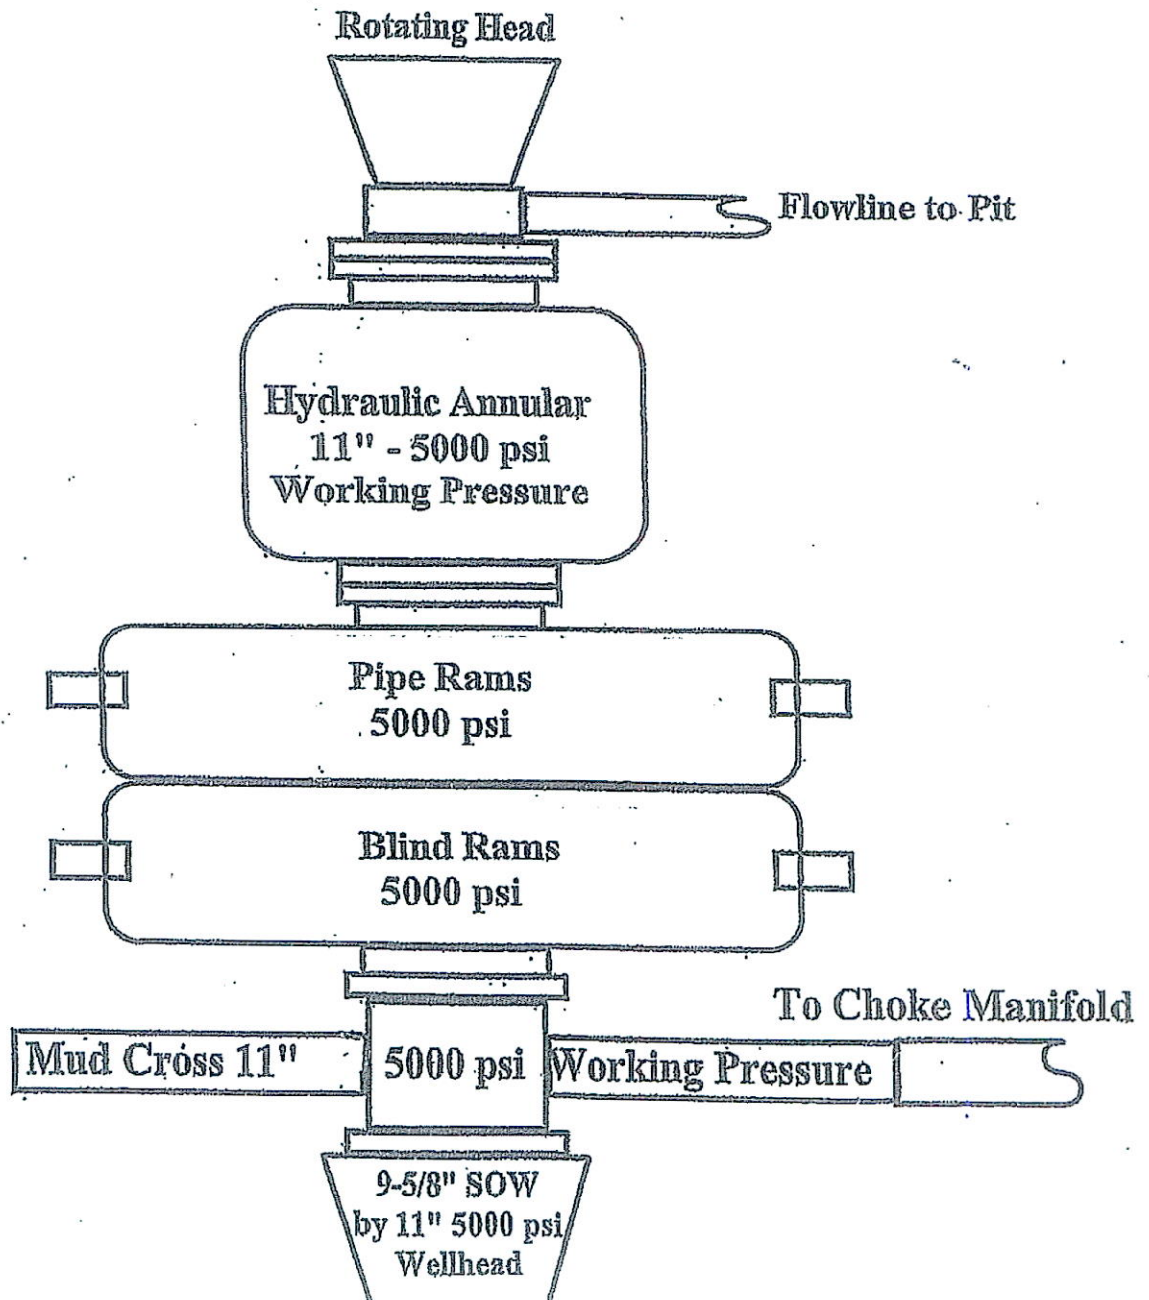 Rotating Head
Flowline to Pit
Hydraulic Annular
11" - 5000 psi
Working Pressure
Pipe Rams
5000 psi
Blind Rams
5000 psi
To Choke Manifold
Mud Cross 11" 5000 psi Working Pressure
9-5/8" SOW
by 11" 5000 psi
Wellhead